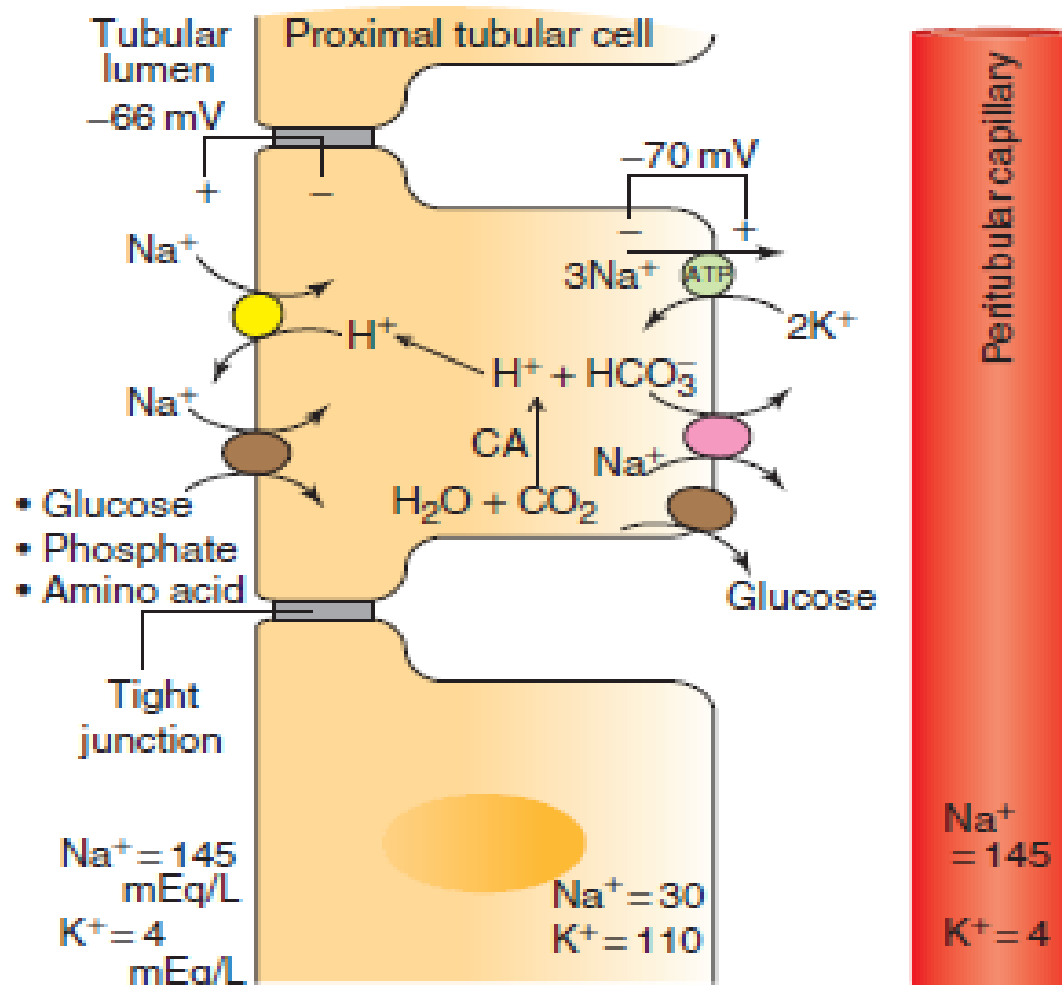 Tubular
lumen
Proximal tubular cell
–66 mV
+
–
–70 mV
–
+
Na⁺
3Na⁺
ATP
2K⁺
H⁺
H⁺ + HCO₃⁻
Na⁺
CA
Na⁺
H₂O + CO₂
• Glucose
• Phosphate
• Amino acid
Glucose
Tight
junction
Na⁺ = 145
mEq/L
K⁺ = 4
mEq/L
Na⁺ = 30
K⁺ = 110
Peritubular capillary
Na⁺
= 145
K⁺ = 4